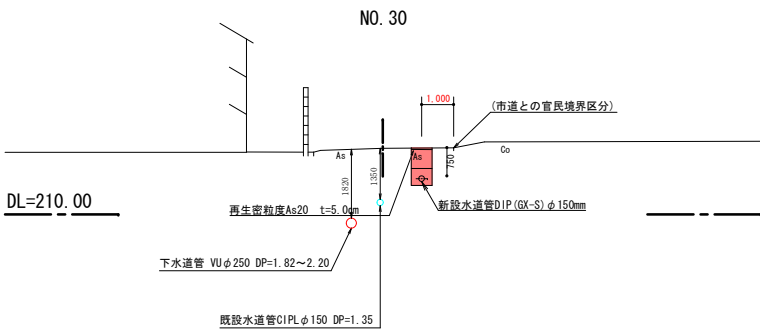 NO.30
1,000
(市道との官民境界区分)
As
As
Co
750
1820
1350
DL=210.00
再生密粒度As20 t=5.0cm
新設水道管DIP(GX-S)φ150mm
下水道管 VUφ250 DP=1.82～2.20
既設水道管CIPLφ150 DP=1.35